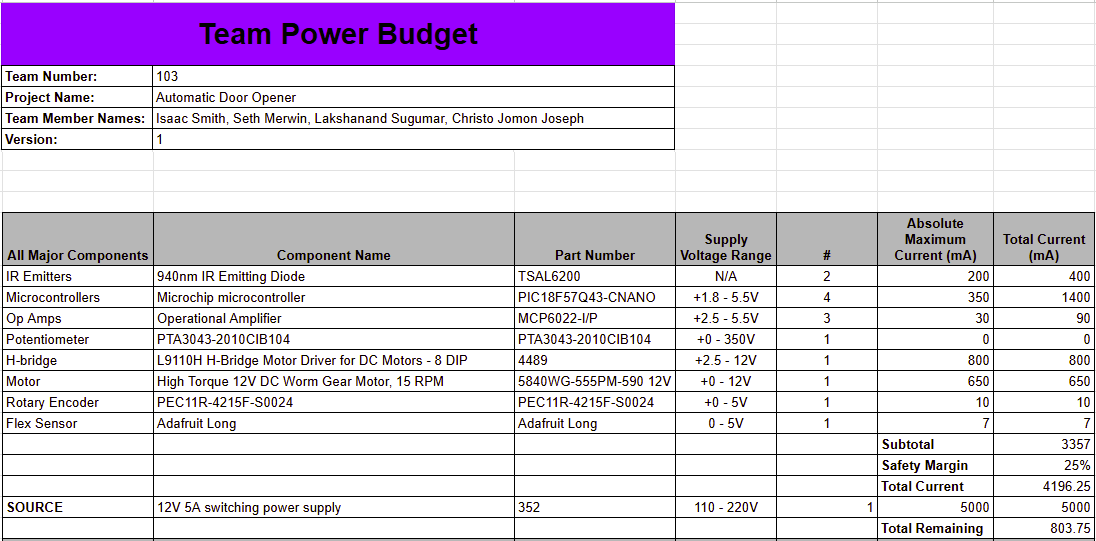 Team Power Budget
Team Number: 103
Project Name: Automatic Door Opener
Team Member Names: Isaac Smith, Seth Merwin, Lakshanand Sugumar, Christo Jomon Joseph
Version: 1
All Major Components Component Name Part Number Supply Voltage Range # Absolute Maximum Current (mA) Total Current (mA)
IR Emitters 940nm IR Emitting Diode TSAL6200 N/A 2 200 400
Microcontrollers Microchip microcontroller PIC18F57Q43-CNANO +1.8 - 5.5V 4 350 1400
Op Amps Operational Amplifier MCP6022-I/P +2.5 - 5.5V 3 30 90
Potentiometer PTA3043-2010CIB104 PTA3043-2010CIB104 +0 - 350V 1 0 0
H-bridge L9110H H-Bridge Motor Driver for DC Motors - 8 DIP 4489 +2.5 - 12V 1 800 800
Motor High Torque 12V DC Worm Gear Motor, 15 RPM 5840WG-555PM-590 12V +0 - 12V 1 650 650
Rotary Encoder PEC11R-4215F-S0024 PEC11R-4215F-S0024 +0 - 5V 1 10 10
Flex Sensor Adafruit Long Adafruit Long 0 - 5V 1 7 7
Subtotal 3357
Safety Margin 25%
Total Current 4196.25
SOURCE 12V 5A switching power supply 352 110 - 220V 1 5000 5000
Total Remaining 803.75